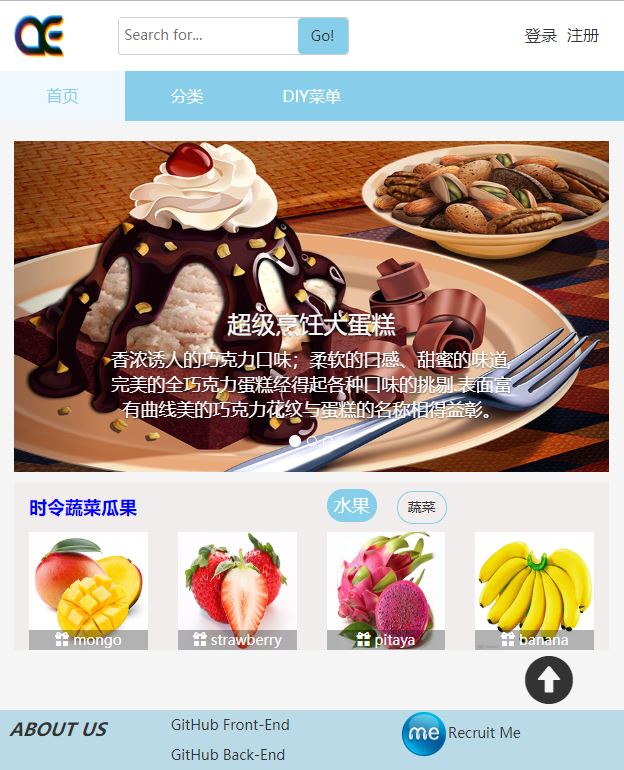 Search for...
Go!
登录 注册
首页 分类 DIY菜单
超级烹饪大蛋糕
香浓诱人的巧克力口味；柔软的口感、甜蜜的味道,
完美的全巧克力蛋糕经得起各种口味的挑剔.表面富
有曲线美的巧克力花纹与蛋糕的名称相得益彰。
时令蔬菜瓜果
水果 蔬菜
mongo strawberry pitaya banana
ABOUT US
GitHub Front-End
GitHub Back-End
me Recruit Me